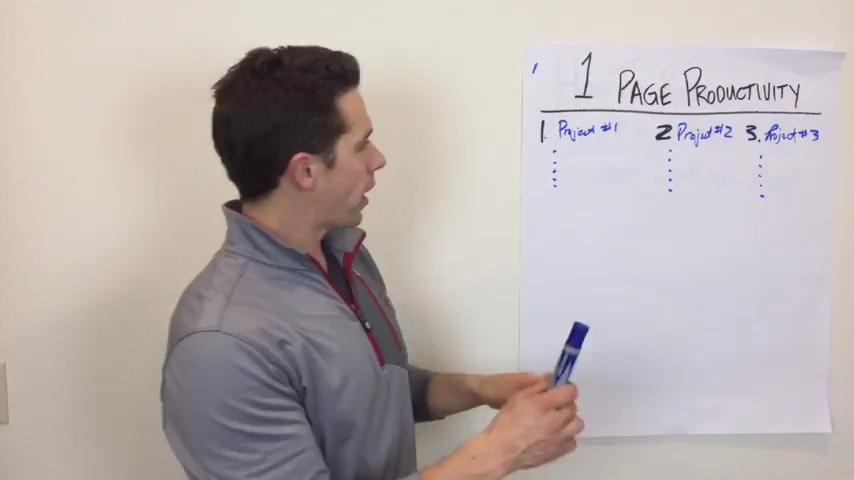 1 PAGE PRODUCTIVITY
1. Project #1 2 Project #2 3. Project #3